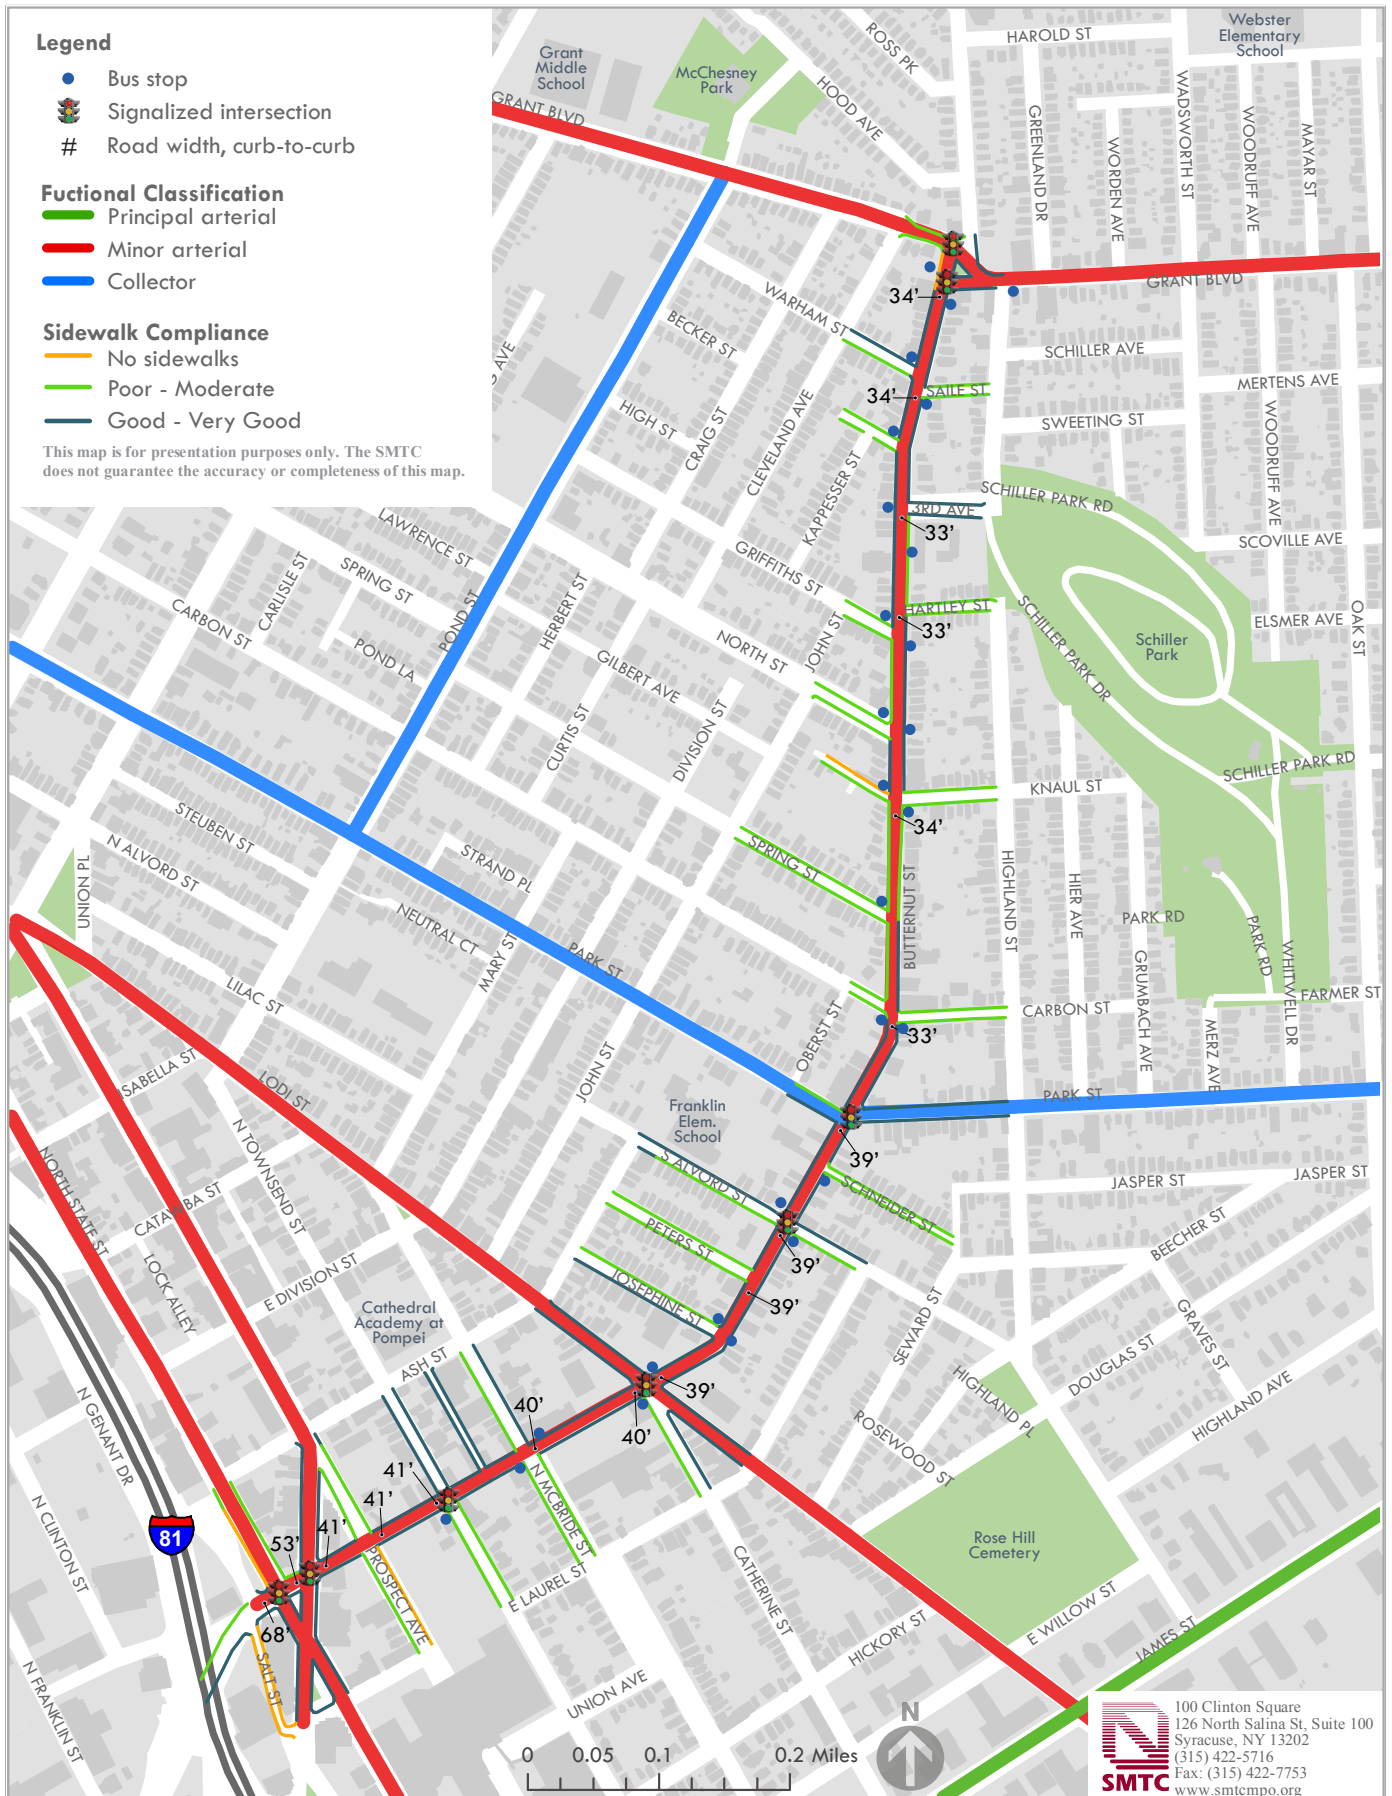 Legend
Bus stop
Signalized intersection
# Road width, curb-to-curb
Fuctional Classification
Principal arterial
Minor arterial
Collector
Sidewalk Compliance
No sidewalks
Poor - Moderate
Good - Very Good
This map is for presentation purposes only. The SMTC
does not guarantee the accuracy or completeness of this map.
Grant
Middle
School
McChesney
Park
ROSS PK
HOOD AVE
HAROLD ST
Webster
Elementary
School
GRANT BLVD
GREENLAND DR
WORDEN AVE
WADSWORTH ST
WOODRUFF AVE
MAYAR ST
GRANT BLVD
34'
WARHAM ST
BECKER ST
SCHILLER AVE
MERTENS AVE
34'
SAILE ST
HIGH ST
CRAIG ST
CLEVELAND AVE
KAPPESSER ST
SWEETING ST
WOODRUFF AVE
SCHILLER PARK RD
3RD AVE
33'
SCOVILLE AVE
LAWRENCE ST
SPRING ST
CARLISLE ST
CARBON ST
POND LA
POND ST
HERBERT ST
GRIFFITHS ST
HARTLEY ST
33'
SCHILLER PARK DR
Schiller
Park
ELSMER AVE
OAK ST
NORTH ST
JOHN ST
GILBERT AVE
CURTIS ST
DIVISION ST
SCHILLER PARK RD
KNAUL ST
34'
STEUBEN ST
N ALVORD ST
UNION PL
STRAND PL
NEUTRAL CT
MARY ST
PARK ST
SPRING ST
BUTTERNUT ST
HIGHLAND ST
HIER AVE
PARK RD
GRUMBACH AVE
PARK RD
WHITWELL DR
FARMER ST
LILAC ST
CARBON ST
33'
OBERST ST
MERZ AVE
ISABELLA ST
LODI ST
JOHN ST
PARK ST
Franklin
Elem.
School
39'
N TOWNSEND ST
NORTH STATE ST
CATAWBA ST
LOCK ALLEY
E DIVISION ST
S ALVORD ST
SCHNEIDER ST
JASPER ST
JASPER ST
PETERS ST
39'
BEECHER ST
JOSEPHINE ST
39'
Cathedral
Academy at
Pompei
ASH ST
SEWARD ST
GRAVES ST
DOUGLAS ST
HIGHLAND PL
HIGHLAND AVE
39'
40'
40'
N GENANT DR
ROSEWOOD ST
41'
N MCBRIDE ST
41'
N CLINTON ST
81
53'
41'
PROSPECT AVE
E LAUREL ST
CATHERINE ST
Rose Hill
Cemetery
E WILLOW ST
HICKORY ST
JAMES ST
68'
SALT ST
N FRANKLIN ST
UNION AVE
N
0 0.05 0.1 0.2 Miles
SMTC
100 Clinton Square
126 North Salina St, Suite 100
Syracuse, NY 13202
(315) 422-5716
Fax: (315) 422-7753
www.smtcmpo.org